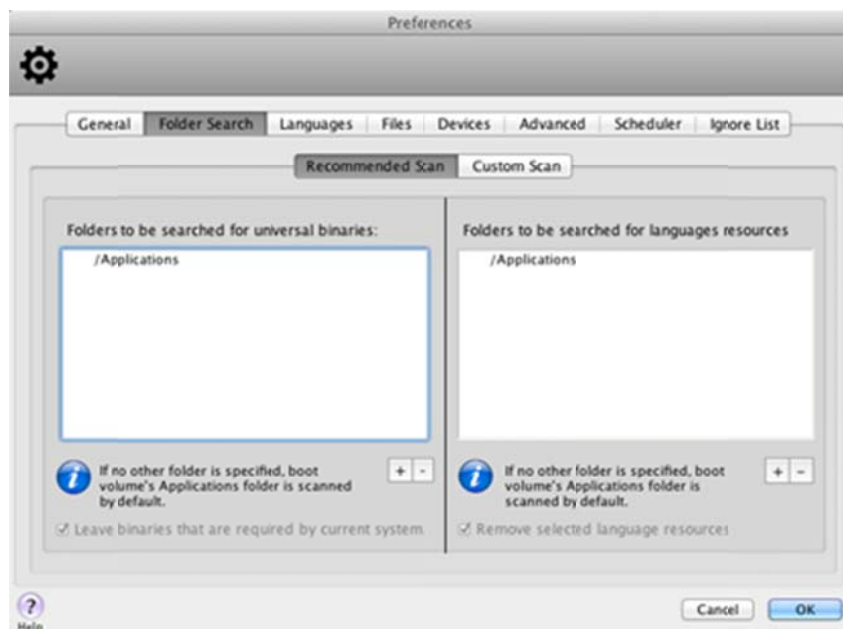 Preferences
General Folder Search Languages Files Devices Advanced Scheduler Ignore List
Recommended Scan Custom Scan
Folders to be searched for universal binaries:
/Applications
If no other folder is specified, boot
volume's Applications folder is scanned
by default.
+ -
Leave binaries that are required by current system
Folders to be searched for languages resources
/Applications
If no other folder is specified, boot
volume's Applications folder is
scanned by default.
+ -
Remove selected language resources
?
Help
Cancel OK